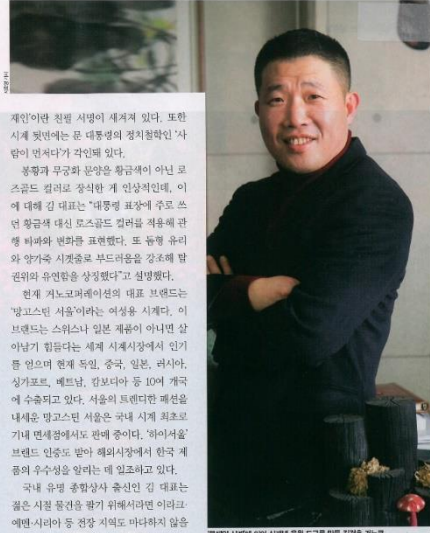 재인'이란 친필 서명이 새겨져 있다. 또한
시계 뒷면에는 문 대통령의 정치철학인 '사
람이 먼저다'가 각인돼 있다.
봉황과 무궁화 문양을 황금색이 아닌 로
즈골드 컬러로 장식한 게 인상적인데, 이
에 대해 김 대표는 "대통령 표장에 주로 쓰
던 황금색 대신 로즈골드 컬러를 적용해 관
행 타파와 변화를 표현했다. 또 돔형 유리
와 양가죽 시곗줄로 부드러움을 강조해 탈
권위와 유연함을 상징했다"고 설명했다.
현재 거노코퍼레이션의 대표 브랜드는
'망고스틴 서울'이라는 여성용 시계다. 이
브랜드는 스위스나 일본 제품이 아니면 살
아남기 힘들다는 세계 시계시장에서 인기
를 얻으며 현재 독일, 중국, 일본, 러시아,
싱가포르, 베트남, 캄보디아 등 10여 개국
에 수출되고 있다. 서울의 트렌디한 패션을
내세운 망고스틴 서울은 국내 시계 최초로
기내 면세점에서도 판매 중이다. '하이서울'
브랜드 인증도 받아 해외시장에서 한국 제
품의 우수성을 알리는 데 일조하고 있다.
국내 유명 종합상사 출신인 김 대표는
젊은 시절 물건을 팔기 위해서라면 이라크·
예멘·시리아 등 전장 지역도 마다하지 않을